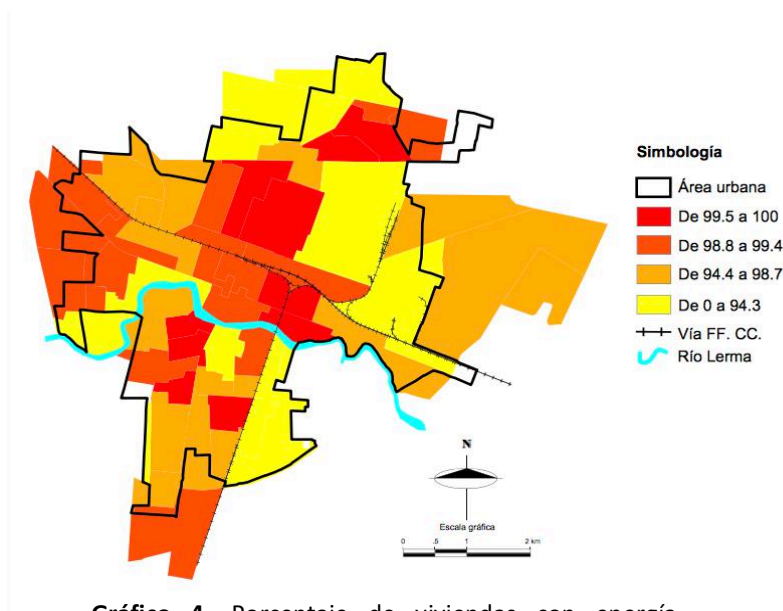 Simbología
Área urbana
De 99.5 a 100
De 98.8 a 99.4
De 94.4 a 98.7
De 0 a 94.3
Vía FF. CC.
Río Lerma
N
Escala gráfica
0 .5 1 2 km
Gráfica 4. Porcentaje de viviendas con energía